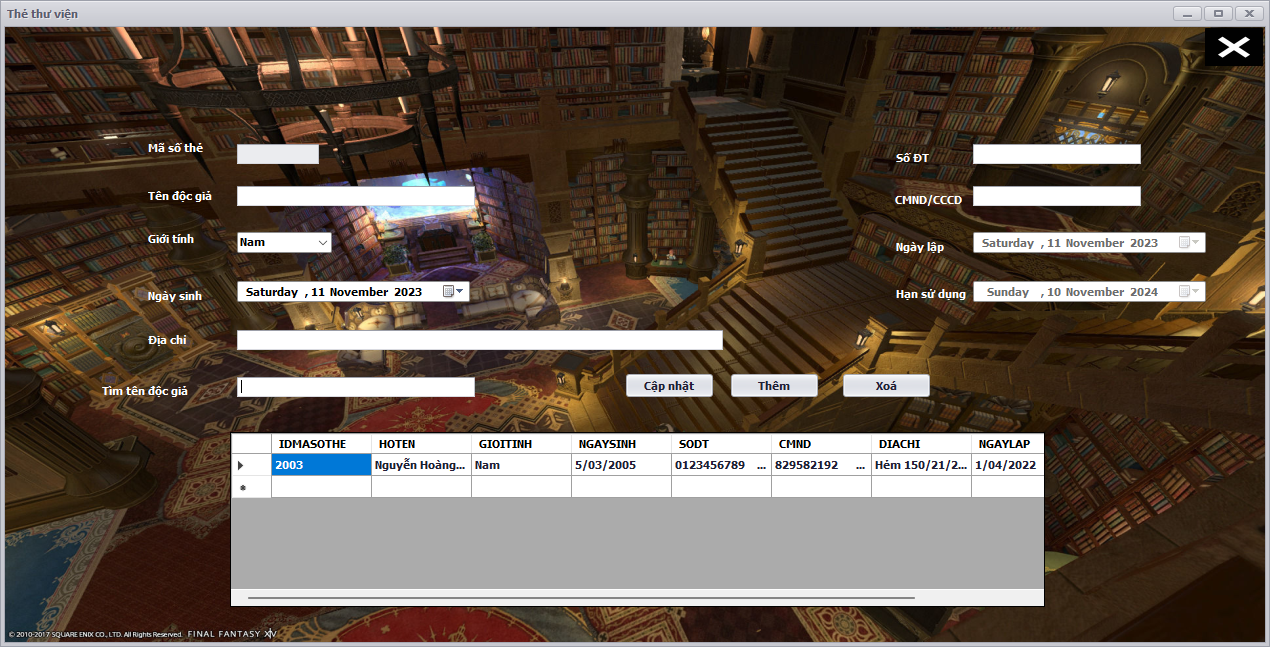 Thẻ thư viện
Mã số thẻ
Số ĐT
Tên độc giả
CMND/CCCD
Giới tính
Nam
Ngày lập
Saturday , 11 November 2023
Ngày sinh
Saturday , 11 November 2023
Hạn sử dụng
Sunday , 10 November 2024
Địa chỉ
Tìm tên độc giả
Cập nhật
Thêm
Xoá
IDMASOTHE HOTEN GIOITINH NGAYSINH SODT CMND DIACHI NGAYLAP
2003 Nguyễn Hoàng... Nam 5/03/2005 0123456789 ... 829582192 ... Hẻm 150/21/2... 1/04/2022
© 2010-2017 SQUARE ENIX CO., LTD. All Rights Reserved. FINAL FANTASY XIV